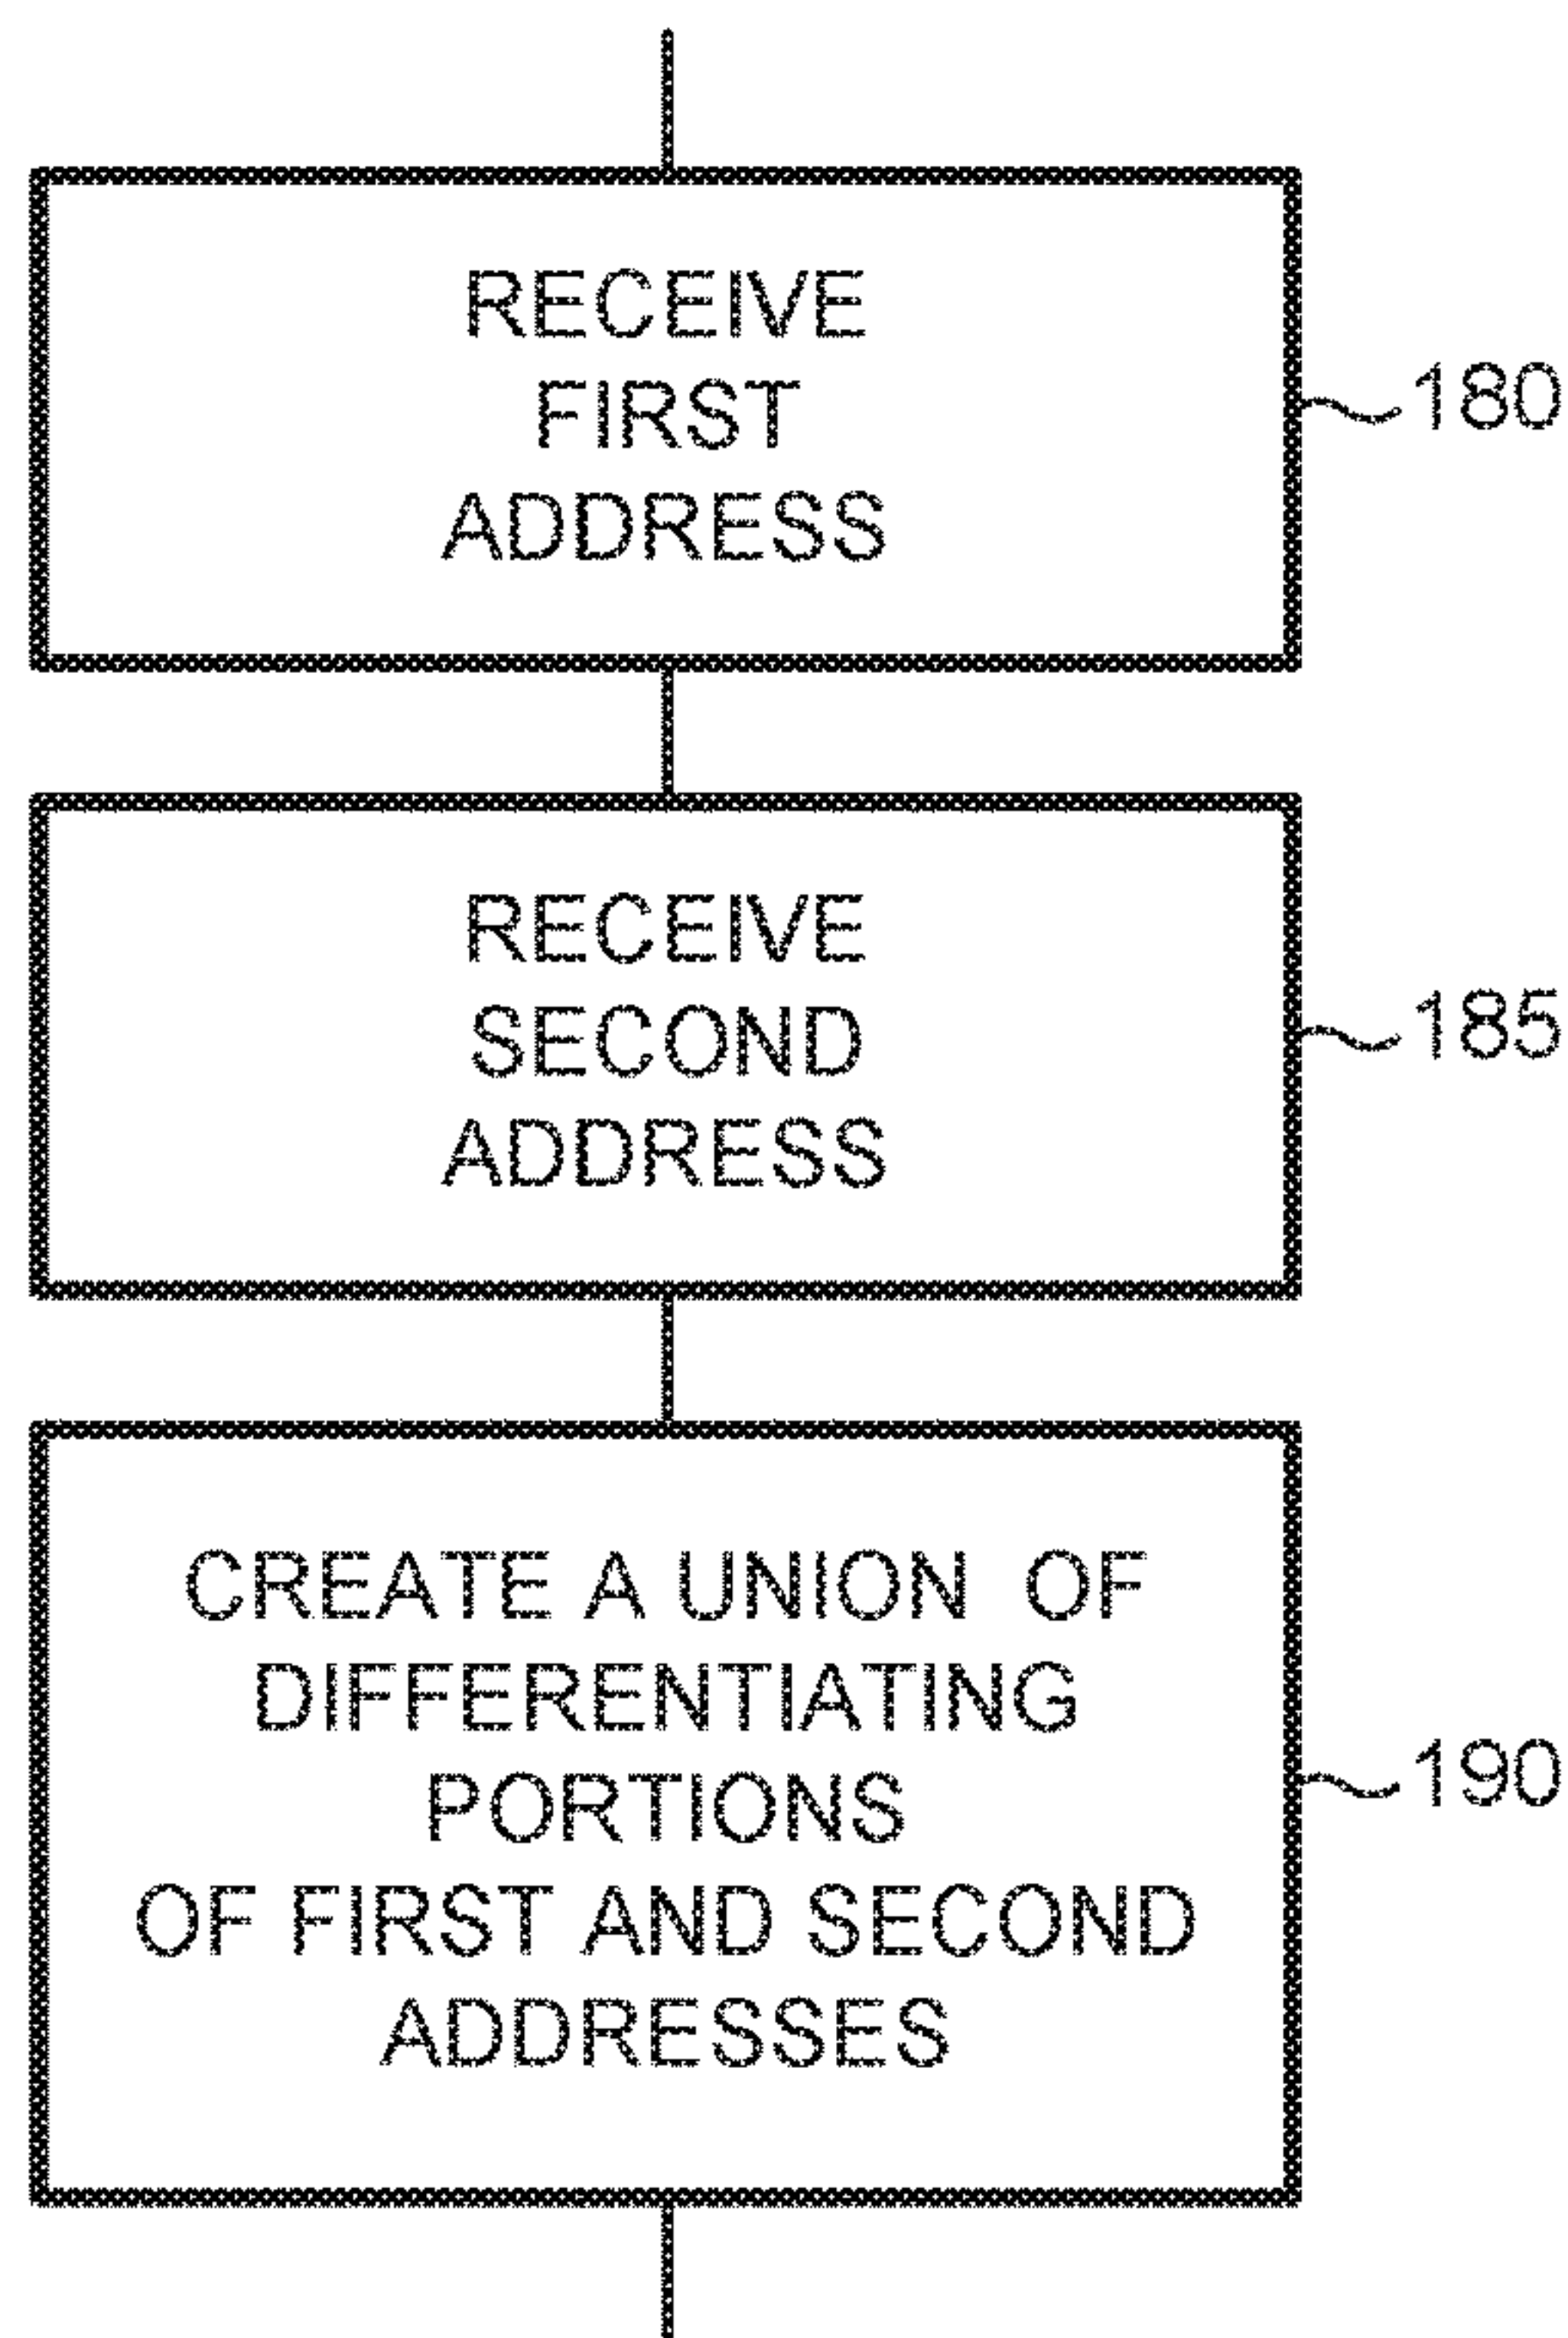 RECEIVE
FIRST
ADDRESS
180
RECEIVE
SECOND
ADDRESS
185
CREATE A UNION OF
DIFFERENTIATING
PORTIONS
OF FIRST AND SECOND
ADDRESSES
190